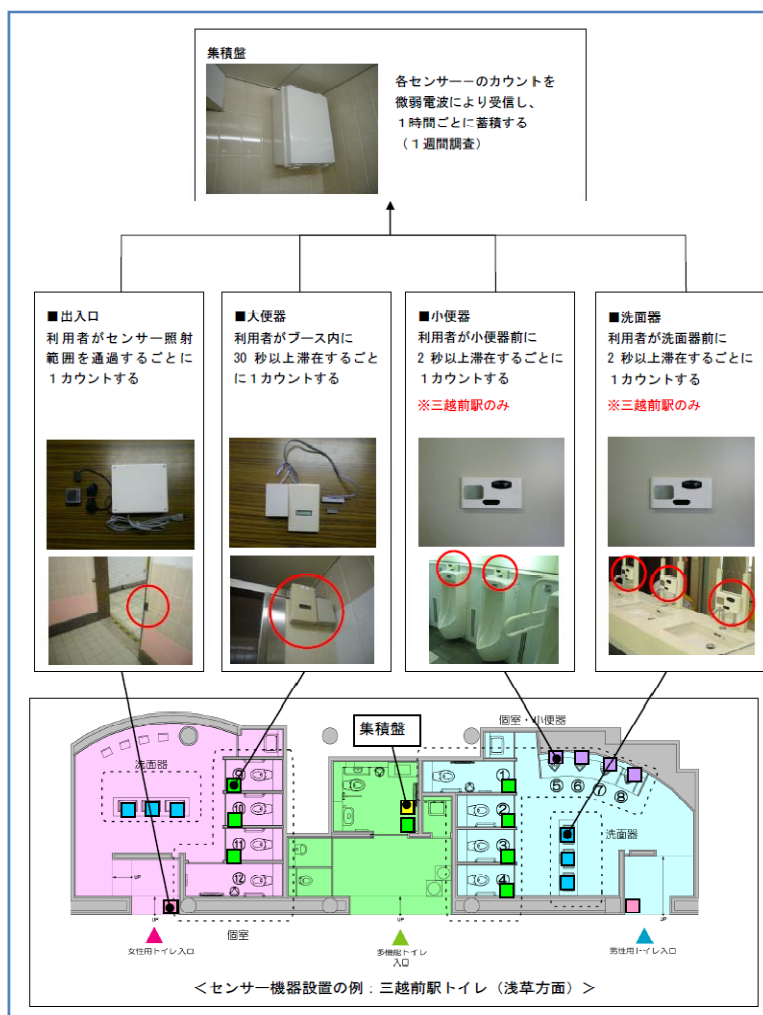 集積盤
各センサーーのカウントを
微弱電波により受信し、
１時間ごとに蓄積する
（１週間調査）
■出入口
利用者がセンサー照射
範囲を通過するごとに
１カウントする
■大便器
利用者がブース内に
30 秒以上滞在するごと
に１カウントする
■小便器
利用者が小便器前に
2 秒以上滞在するごとに
１カウントする
※三越前駅のみ
■洗面器
利用者が洗面器前に
2 秒以上滞在するごとに
１カウントする
※三越前駅のみ
集積盤
個室・小便器
洗面器
⑨
⑩
⑪
⑫
①
②
③
④
⑤
⑥
⑦
⑧
洗面器
UP
UP
UP
UP
UP
個室
女性用トイレ入口
多機能トイレ
入口
男性用トイレ入口
＜センサー機器設置の例：三越前駅トイレ（浅草方面）＞